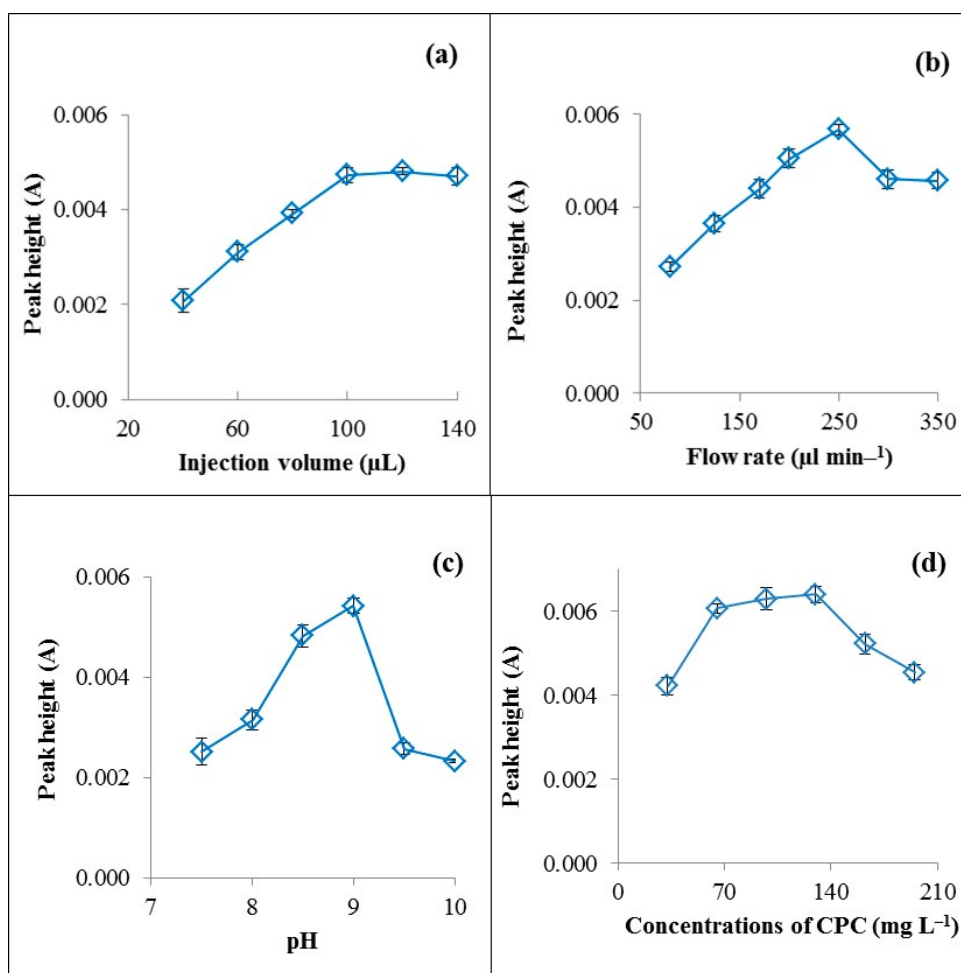 (a)
0.006
0.004
0.002
0.000
20 60 100 140
Peak height (A)
Injection volume (µL)
(b)
0.006
0.004
0.002
0.000
50 150 250 350
Peak height (A)
Flow rate (µl min–¹)
(c)
0.006
0.004
0.002
0.000
7 8 9 10
Peak height (A)
pH
(d)
0.006
0.004
0.002
0.000
0 70 140 210
Peak height (A)
Concentrations of CPC (mg L⁻¹)